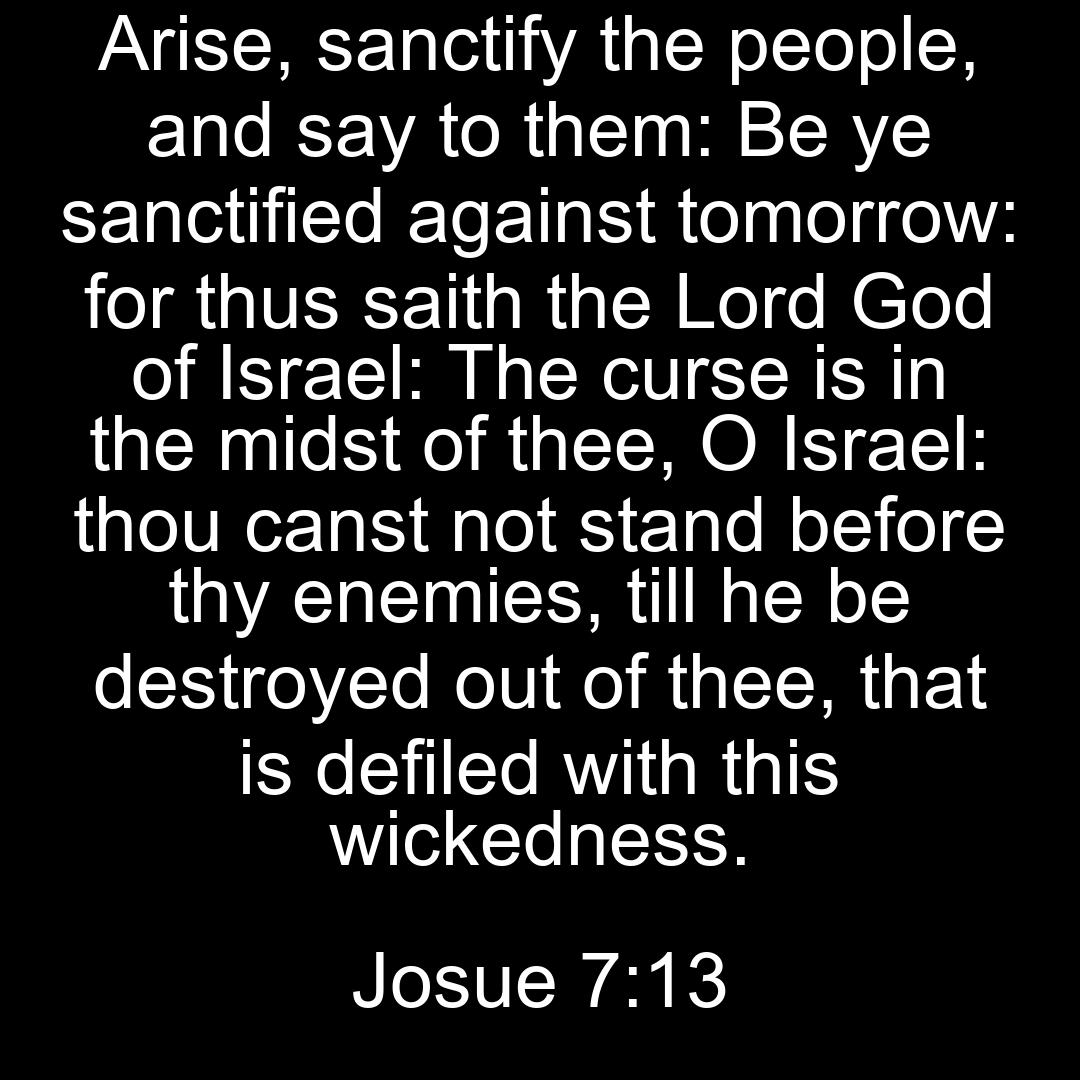 Arise, sanctify the people,
and say to them: Be ye
sanctified against tomorrow:
for thus saith the Lord God
of Israel: The curse is in
the midst of thee, O Israel:
thou canst not stand before
thy enemies, till he be
destroyed out of thee, that
is defiled with this
wickedness.
Josue 7:13